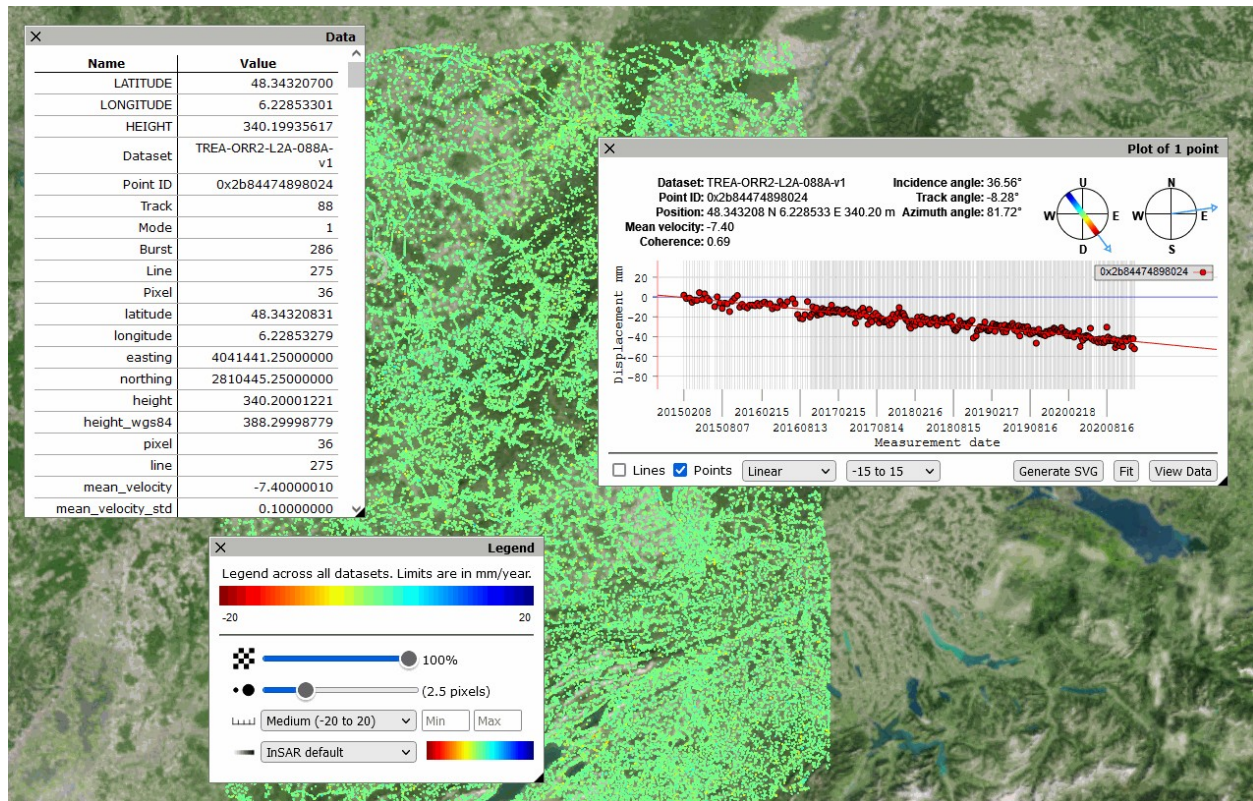 Data
Name Value
LATITUDE 48.34320700
LONGITUDE 6.22853301
HEIGHT 340.19935617
Dataset TREA-ORR2-L2A-088A-
v1
Point ID 0x2b84474898024
Track 88
Mode 1
Burst 286
Line 275
Pixel 36
latitude 48.34320831
longitude 6.22853279
easting 4041441.25000000
northing 2810445.25000000
height 340.20001221
height_wgs84 388.29998779
pixel 36
line 275
mean_velocity -7.40000010
mean_velocity_std 0.10000000
Plot of 1 point
Dataset: TREA-ORR2-L2A-088A-v1 Incidence angle: 36.56°
Point ID: 0x2b84474898024 Track angle: -8.28°
Position: 48.343208 N 6.228533 E 340.20 m Azimuth angle: 81.72°
Mean velocity: -7.40
Coherence: 0.69
U
W E
D
N
W E
S
0x2b84474898024
Displacement mm
20
0
-20
-40
-60
-80
20150208 20160215 20170215 20180216 20190217 20200218
20150807 20160813 20170814 20180815 20190816 20200816
Measurement date
Lines Points Linear -15 to 15 Generate SVG Fit View Data
Legend
Legend across all datasets. Limits are in mm/year.
-20 20
100%
(2.5 pixels)
Medium (-20 to 20) Min Max
InSAR default